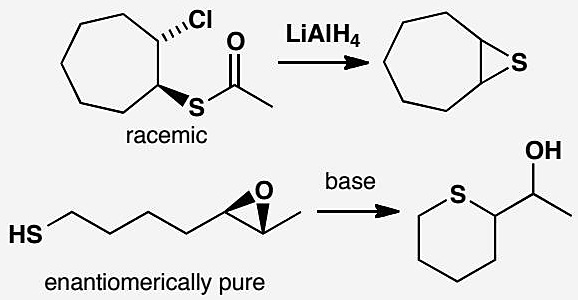 Cl
O
LiAlH4
S
S
racemic
OH
O
base
S
HS
enantiomerically pure